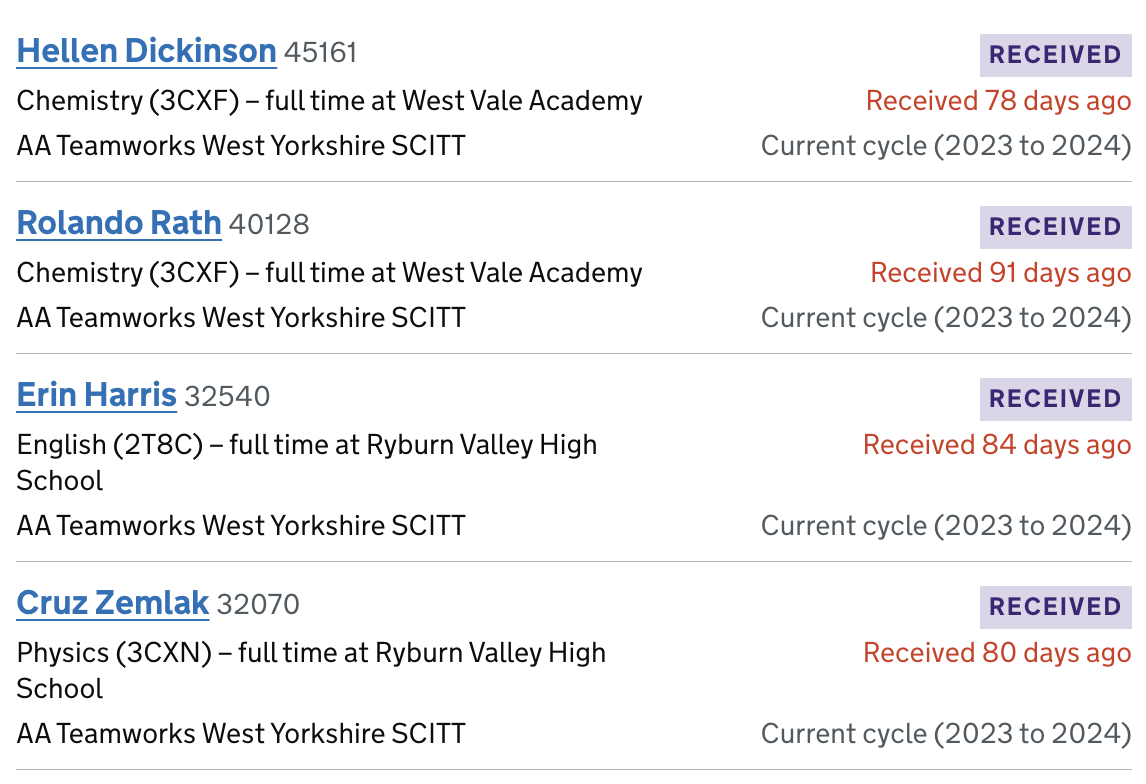 Hellen Dickinson 45161 RECEIVED
Chemistry (3CXF) – full time at West Vale Academy Received 78 days ago
AA Teamworks West Yorkshire SCITT Current cycle (2023 to 2024)
Rolando Rath 40128 RECEIVED
Chemistry (3CXF) – full time at West Vale Academy Received 91 days ago
AA Teamworks West Yorkshire SCITT Current cycle (2023 to 2024)
Erin Harris 32540 RECEIVED
English (2T8C) – full time at Ryburn Valley High Received 84 days ago
School
AA Teamworks West Yorkshire SCITT Current cycle (2023 to 2024)
Cruz Zemlak 32070 RECEIVED
Physics (3CXN) – full time at Ryburn Valley High Received 80 days ago
School
AA Teamworks West Yorkshire SCITT Current cycle (2023 to 2024)